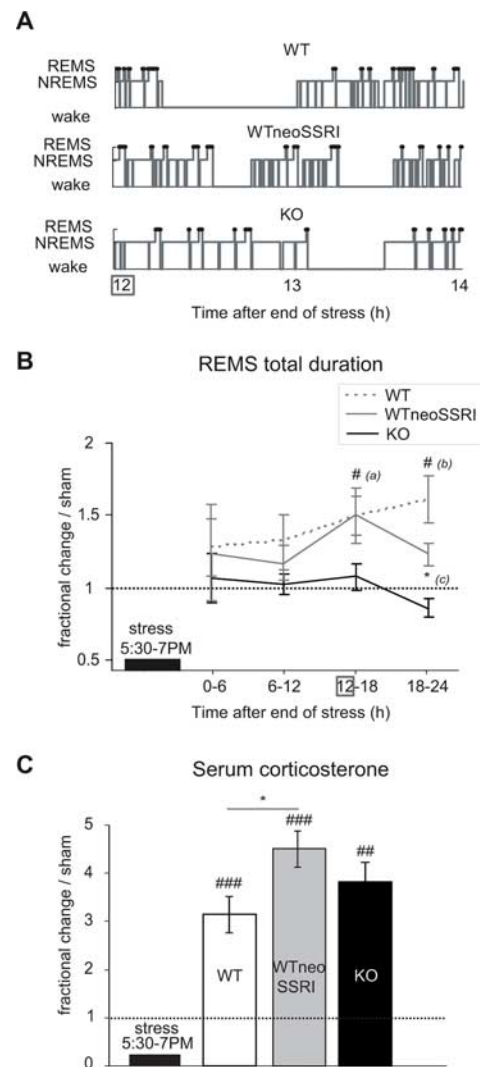 A
WT
REMS
NREMS
wake
WTneoSSRI
REMS
NREMS
wake
KO
REMS
NREMS
wake
12 13 14
Time after end of stress (h)
B
REMS total duration
WT
WTneoSSRI
KO
fractional change / sham
2
1.5
1
0.5
# (a)
# (b)
* (c)
stress
5:30-7PM
0-6 6-12 12-18 18-24
Time after end of stress (h)
C
Serum corticosterone
fractional change / sham
5
4
3
2
1
0
*
###
###
##
WT
WTneo
SSRI
KO
stress
5:30-7PM